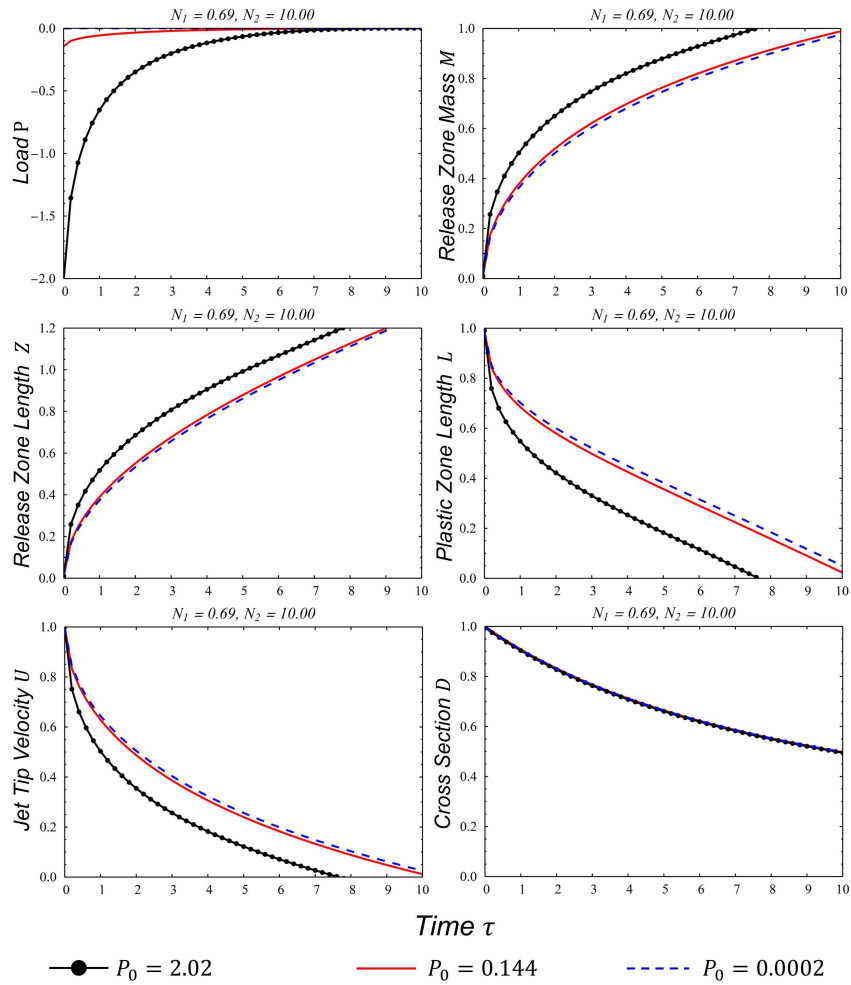 N₁ = 0.69, N₂ = 10.00
N₁ = 0.69, N₂ = 10.00
Load P
0.0
−0.5
−1.0
−1.5
−2.0
0 1 2 3 4 5 6 7 8 9 10
Release Zone Mass M
1.0
0.8
0.6
0.4
0.2
0.0
0 1 2 3 4 5 6 7 8 9 10
N₁ = 0.69, N₂ = 10.00
N₁ = 0.69, N₂ = 10.00
Release Zone Length Z
1.2
1.0
0.8
0.6
0.4
0.2
0.0
0 1 2 3 4 5 6 7 8 9 10
Plastic Zone Length L
1.0
0.8
0.6
0.4
0.2
0.0
0 1 2 3 4 5 6 7 8 9 10
N₁ = 0.69, N₂ = 10.00
N₁ = 0.69, N₂ = 10.00
Jet Tip Velocity U
1.0
0.8
0.6
0.4
0.2
0.0
0 1 2 3 4 5 6 7 8 9 10
Cross Section D
1.0
0.8
0.6
0.4
0.2
0.0
0 1 2 3 4 5 6 7 8 9 10
Time τ
P₀ = 2.02
P₀ = 0.144
P₀ = 0.0002